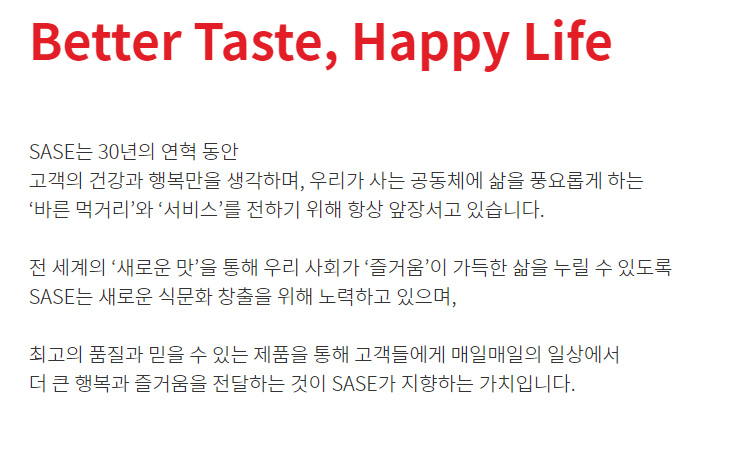 Better Taste, Happy Life
SASE는 30년의 연혁 동안
고객의 건강과 행복만을 생각하며, 우리가 사는 공동체에 삶을 풍요롭게 하는
‘바른 먹거리’와 ‘서비스’를 전하기 위해 항상 앞장서고 있습니다.
전 세계의 ‘새로운 맛’을 통해 우리 사회가 ‘즐거움’이 가득한 삶을 누릴 수 있도록
SASE는 새로운 식문화 창출을 위해 노력하고 있으며,
최고의 품질과 믿을 수 있는 제품을 통해 고객들에게 매일매일의 일상에서
더 큰 행복과 즐거움을 전달하는 것이 SASE가 지향하는 가치입니다.